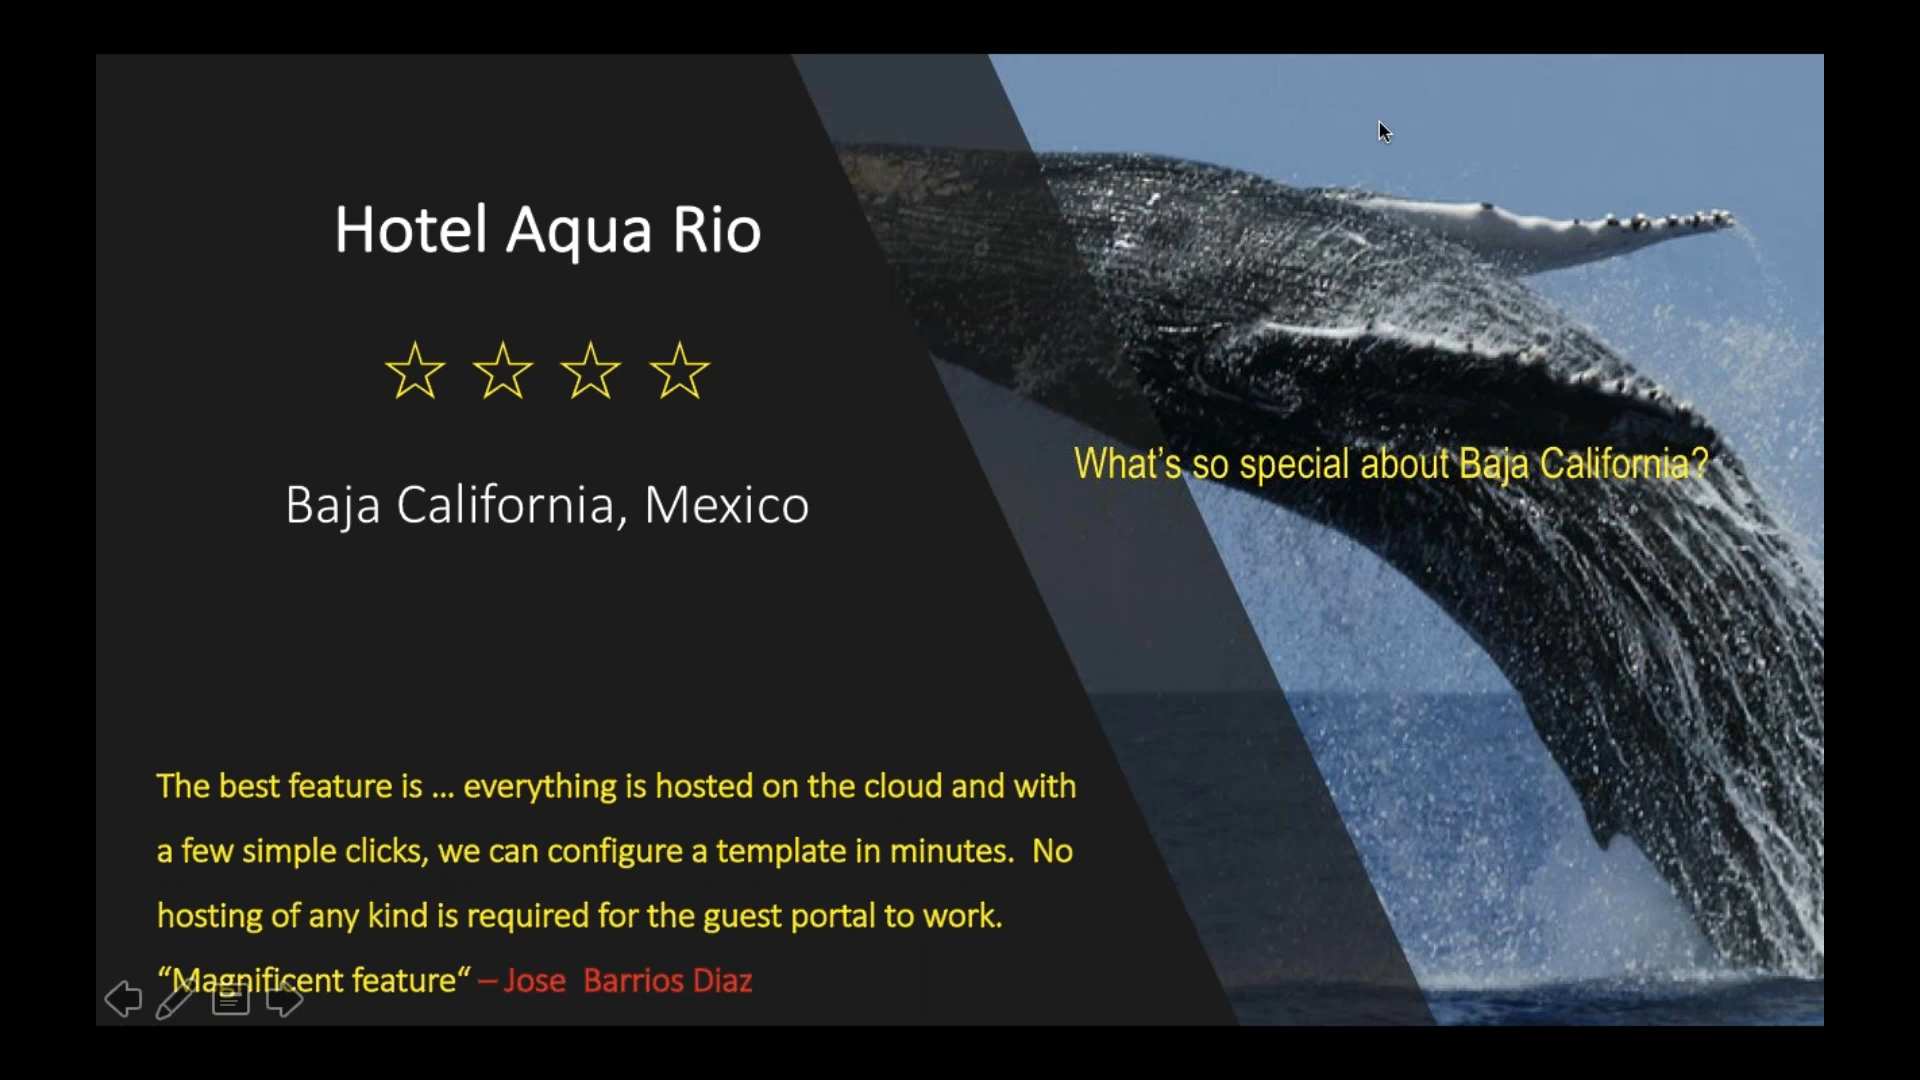 Hotel Aqua Rio
☆ ☆ ☆ ☆
Baja California, Mexico
What's so special about Baja California?
The best feature is ... everything is hosted on the cloud and with
a few simple clicks, we can configure a template in minutes.  No
hosting of any kind is required for the guest portal to work.
“Magnificent feature“ – Jose  Barrios Diaz